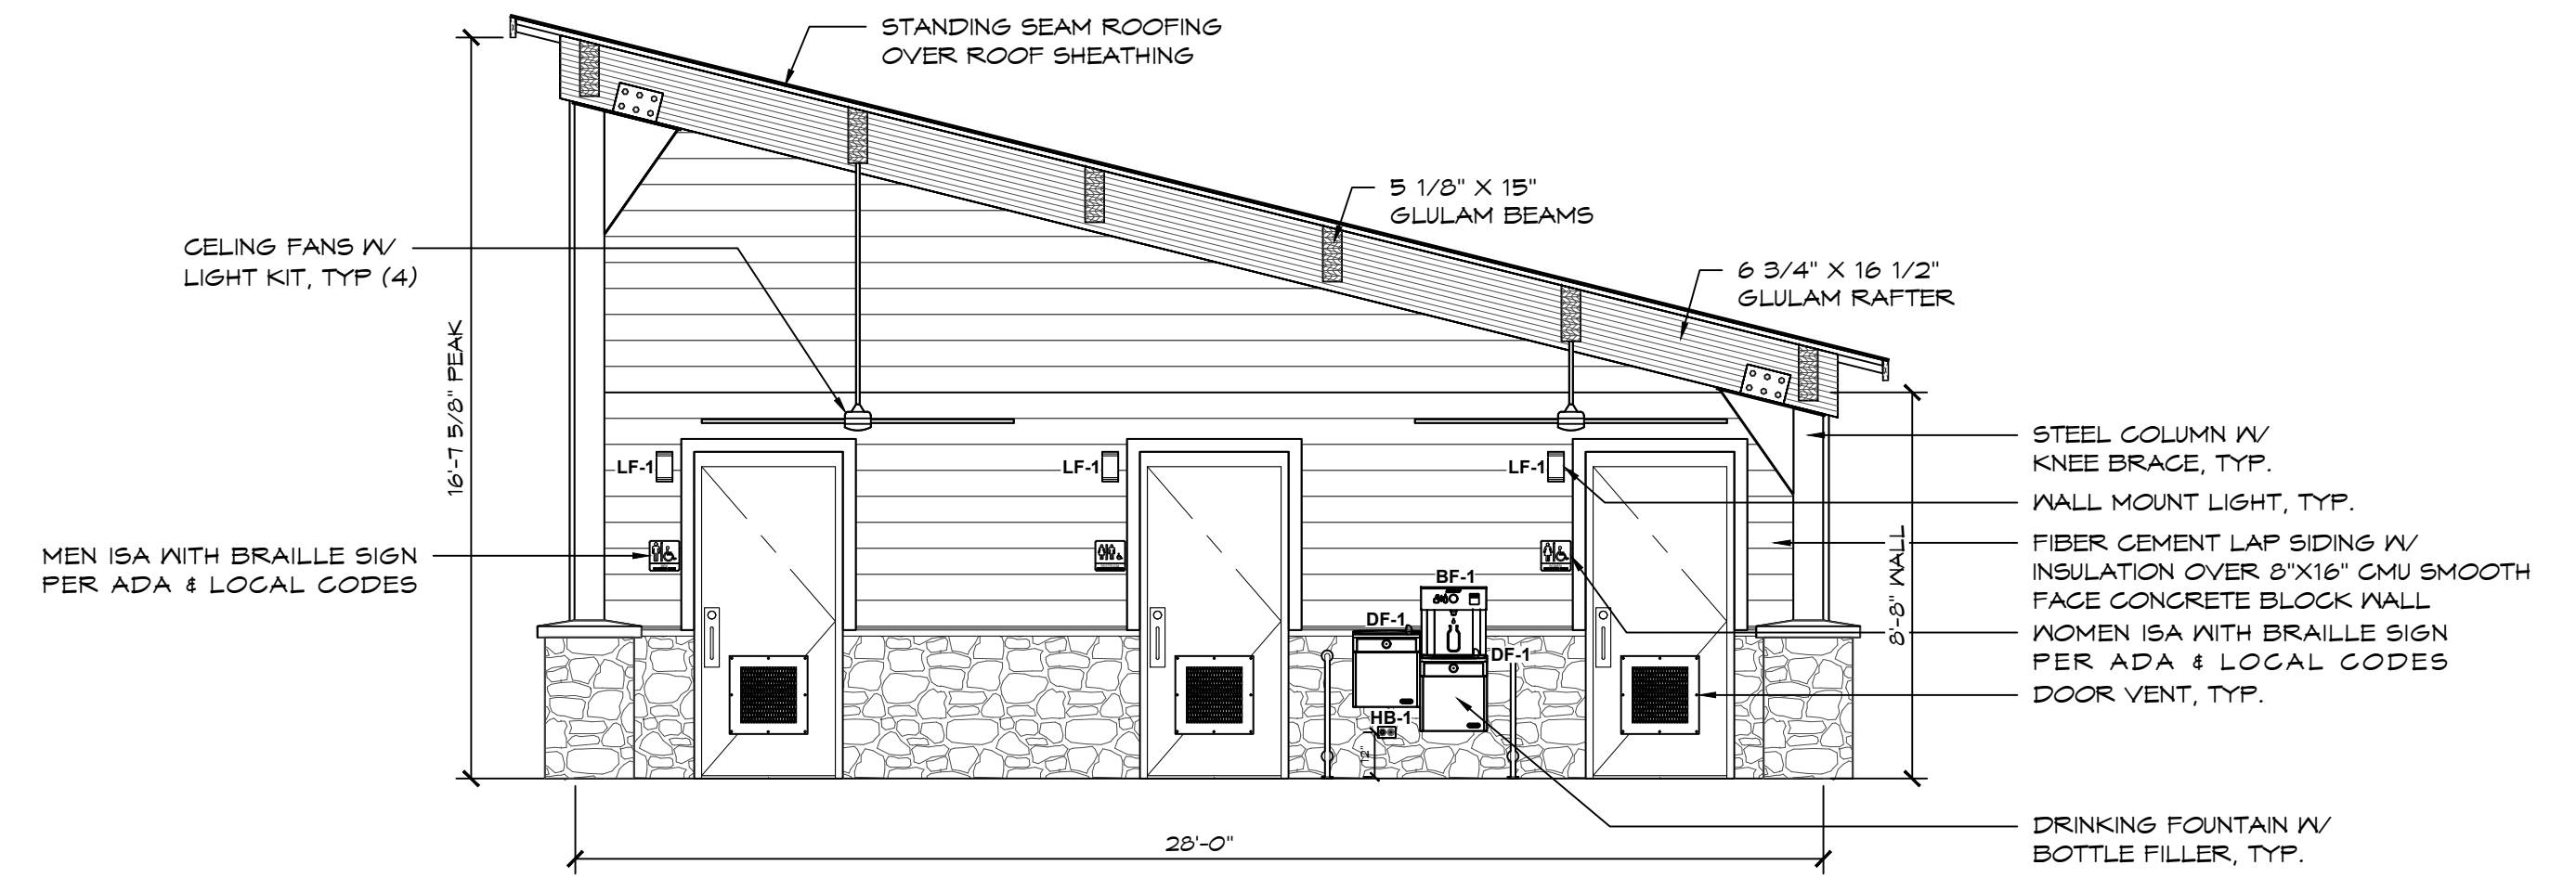 STANDING SEAM ROOFING
OVER ROOF SHEATHING
5 1/8" X 15"
GLULAM BEAMS
6 3/4" X 16 1/2"
GLULAM RAFTER
CELING FANS W/
LIGHT KIT, TYP (4)
16'-7 5/8" PEAK
LF-1
LF-1
LF-1
STEEL COLUMN W/
KNEE BRACE, TYP.
WALL MOUNT LIGHT, TYP.
MEN ISA WITH BRAILLE SIGN
PER ADA & LOCAL CODES
FIBER CEMENT LAP SIDING W/
INSULATION OVER 8"X16" CMU SMOOTH
FACE CONCRETE BLOCK WALL
8'-8" WALL
BF-1
DF-1
DF-1
WOMEN ISA WITH BRAILLE SIGN
PER ADA & LOCAL CODES
DOOR VENT, TYP.
HB-1
12"
DRINKING FOUNTAIN W/
BOTTLE FILLER, TYP.
28'-0"